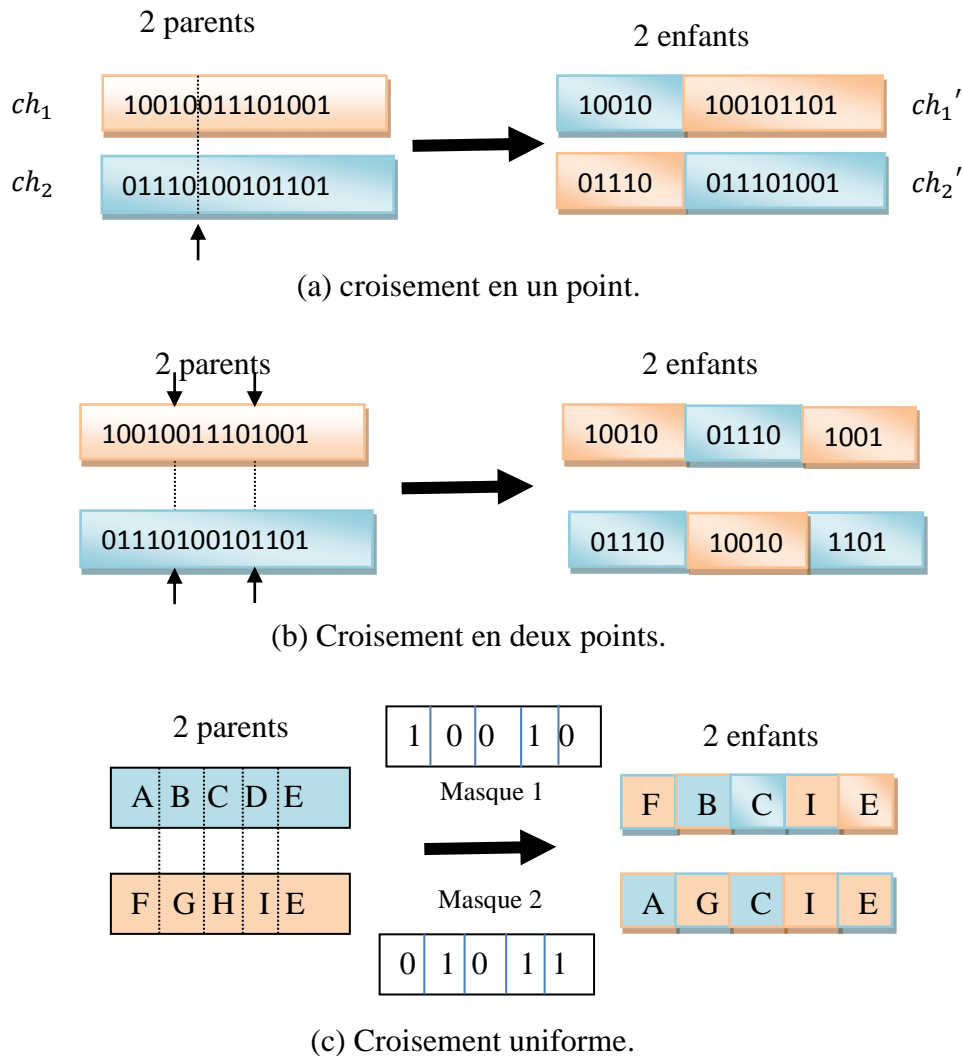 2 parents
2 enfants
ch₁ 10010011101001 10010 100101101 ch₁′
ch₂ 01110100101101 01110 011101001 ch₂′
(a) croisement en un point.
2 parents
2 enfants
10010011101001 10010 01110 1001
01110100101101 01110 10010 1101
(b) Croisement en deux points.
2 parents
1 0 0 1 0
2 enfants
A B C D E
Masque 1
F B C I E
F G H I E
Masque 2
A G C I E
0 1 0 1 1
(c) Croisement uniforme.